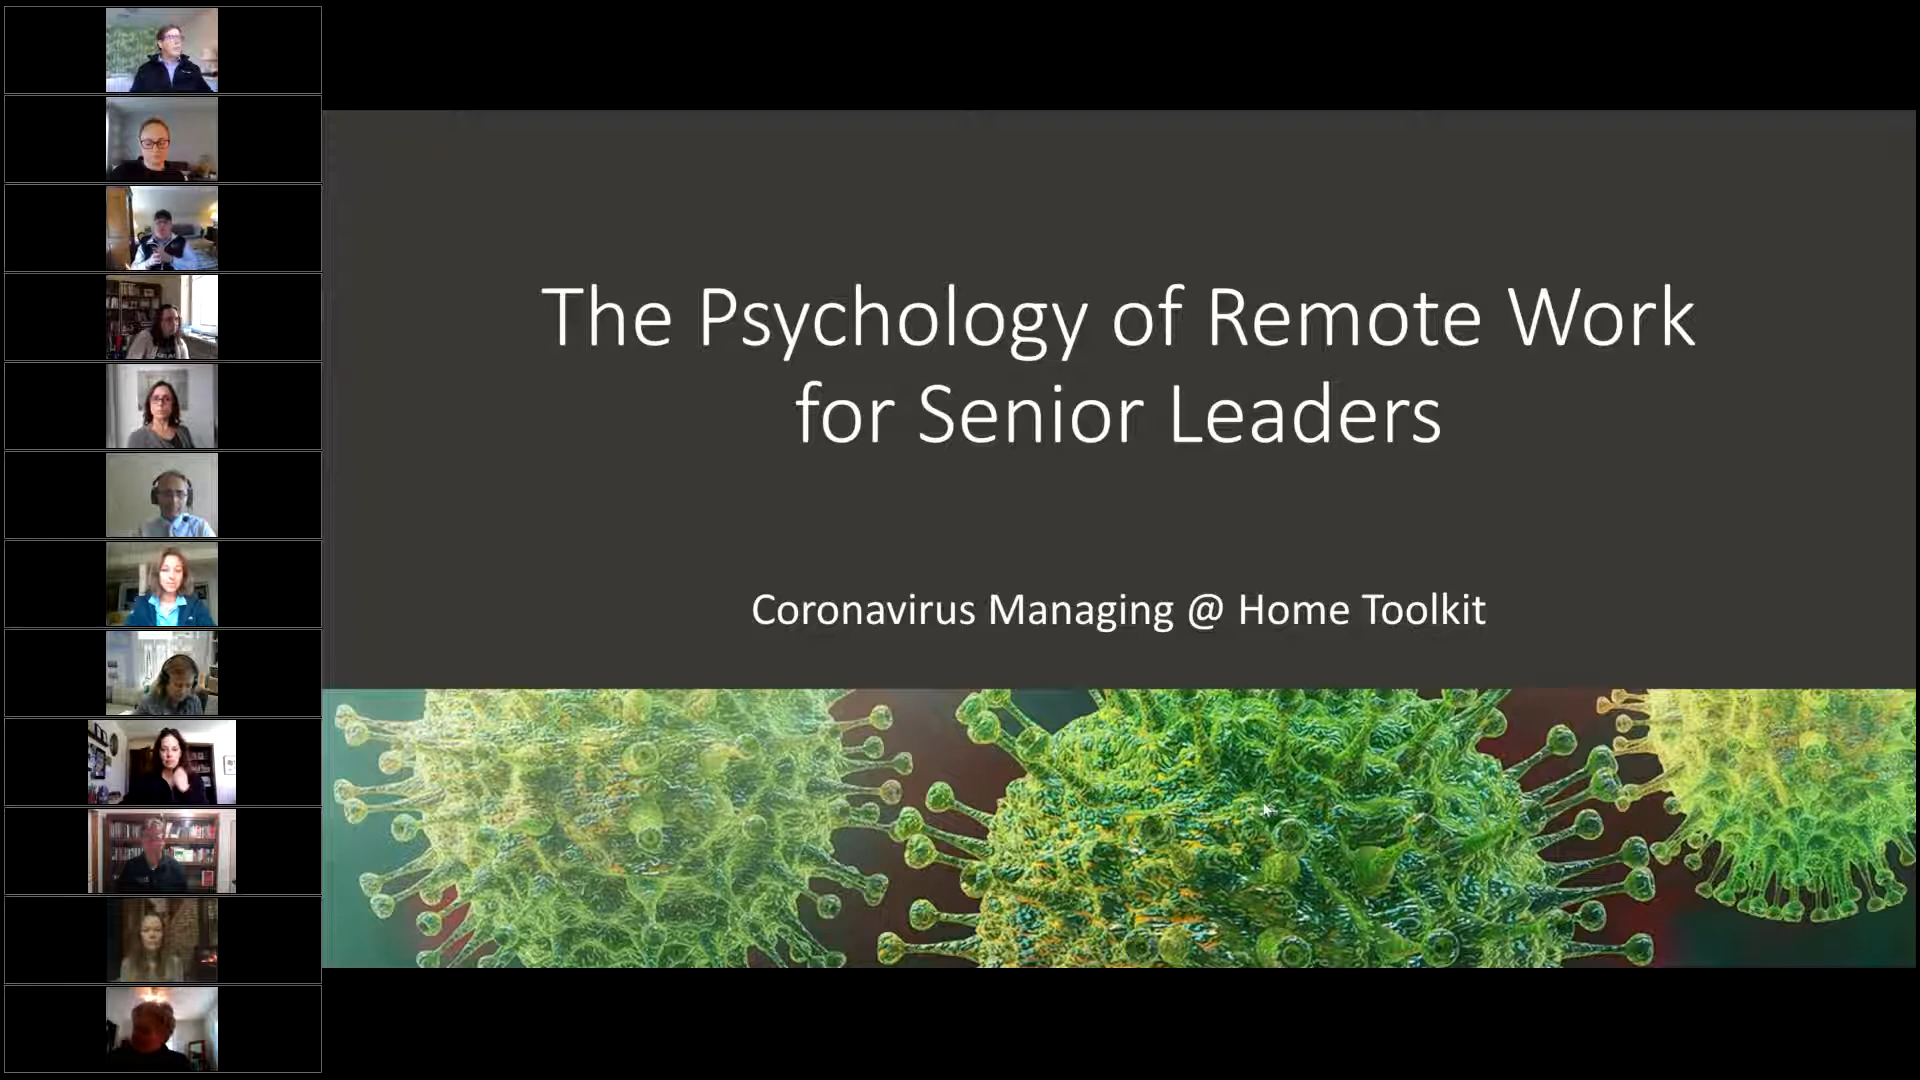 The Psychology of Remote Work
for Senior Leaders
Coronavirus Managing @ Home Toolkit